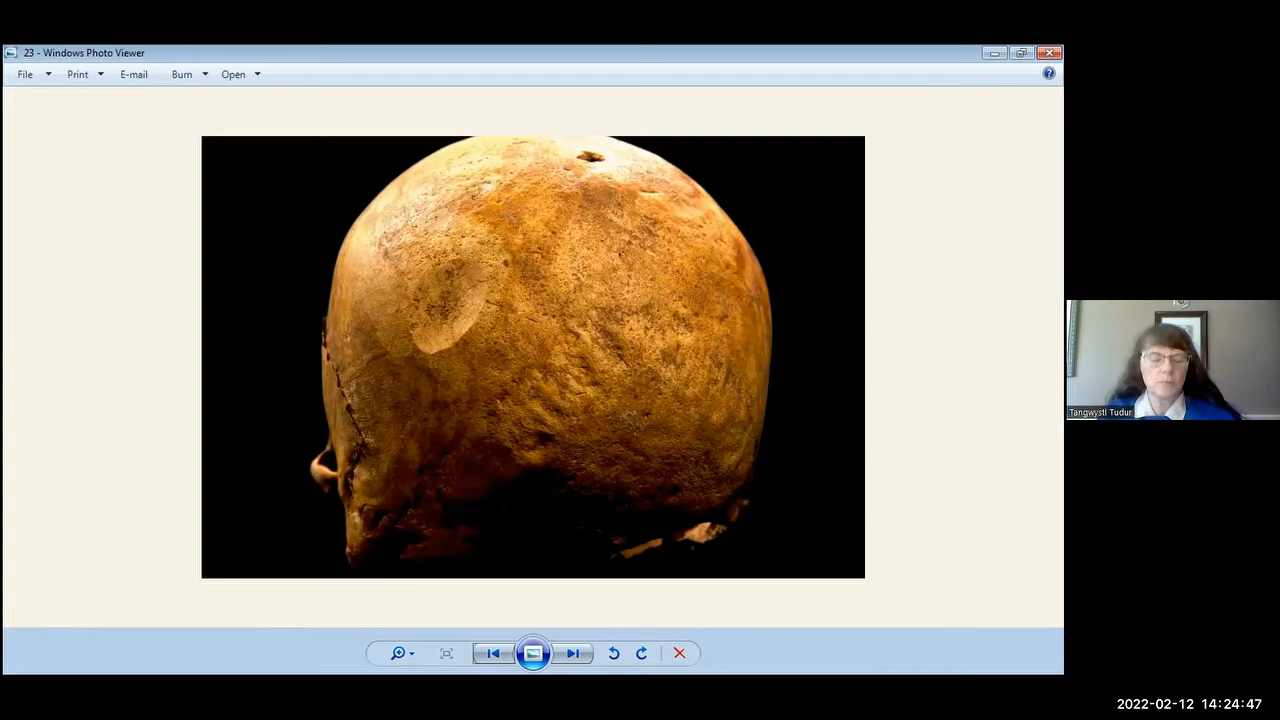 23 - Windows Photo Viewer
File Print E-mail Burn Open
Tangwystl Tudur
2022-02-12 14:24:47